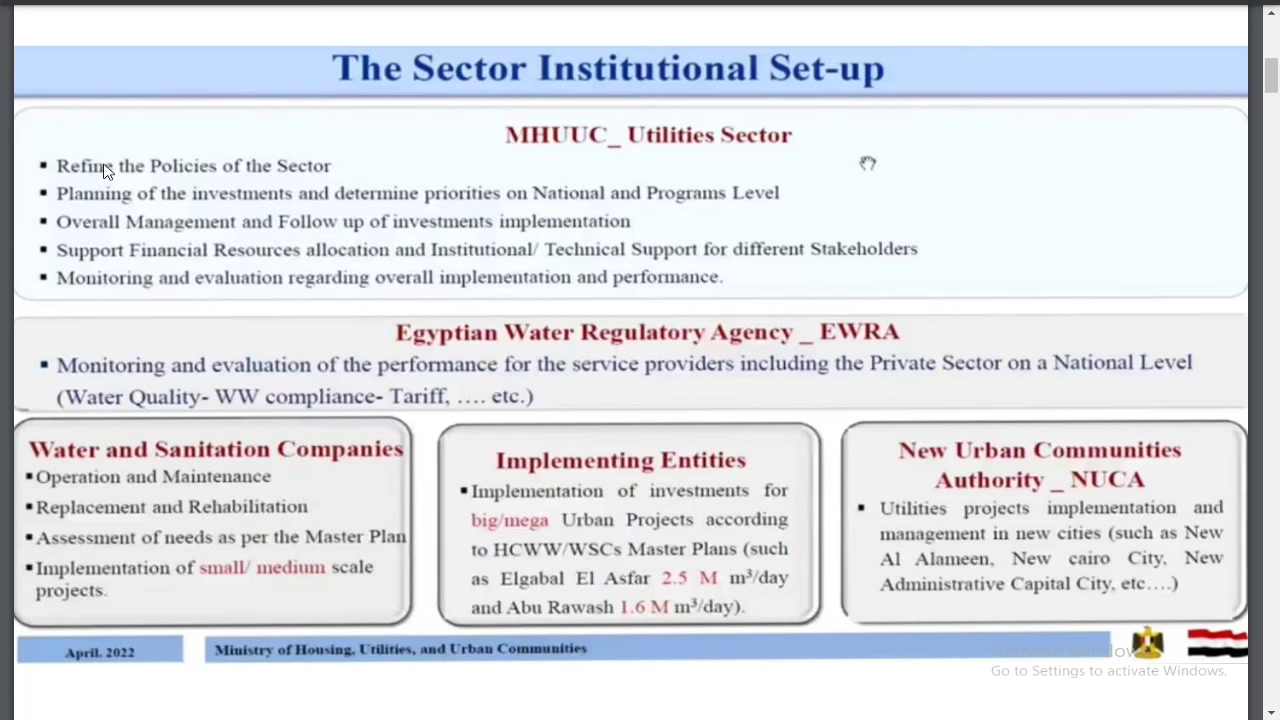 The Sector Institutional Set-up
MHUUC_ Utilities Sector
▪ Refine the Policies of the Sector
▪ Planning of the investments and determine priorities on National and Programs Level
▪ Overall Management and Follow up of investments implementation
▪ Support Financial Resources allocation and Institutional/ Technical Support for different Stakeholders
▪ Monitoring and evaluation regarding overall implementation and performance.
Egyptian Water Regulatory Agency _ EWRA
▪ Monitoring and evaluation of the performance for the service providers including the Private Sector on a National Level
(Water Quality- WW compliance- Tariff, .... etc.)
Water and Sanitation Companies
▪ Operation and Maintenance
▪ Replacement and Rehabilitation
▪ Assessment of needs as per the Master Plan
▪ Implementation of small/ medium scale
projects.
Implementing Entities
▪ Implementation of investments for
big/mega Urban Projects according
to HCWW/WSCs Master Plans (such
as Elgabal El Asfar 2.5 M m³/day
and Abu Rawash 1.6 M m³/day).
New Urban Communities
Authority _ NUCA
▪ Utilities projects implementation and
management in new cities (such as New
Al Alameen, New cairo City, New
Administrative Capital City, etc....)
April, 2022
Ministry of Housing, Utilities, and Urban Communities
Activate Windows
Go to Settings to activate Windows.